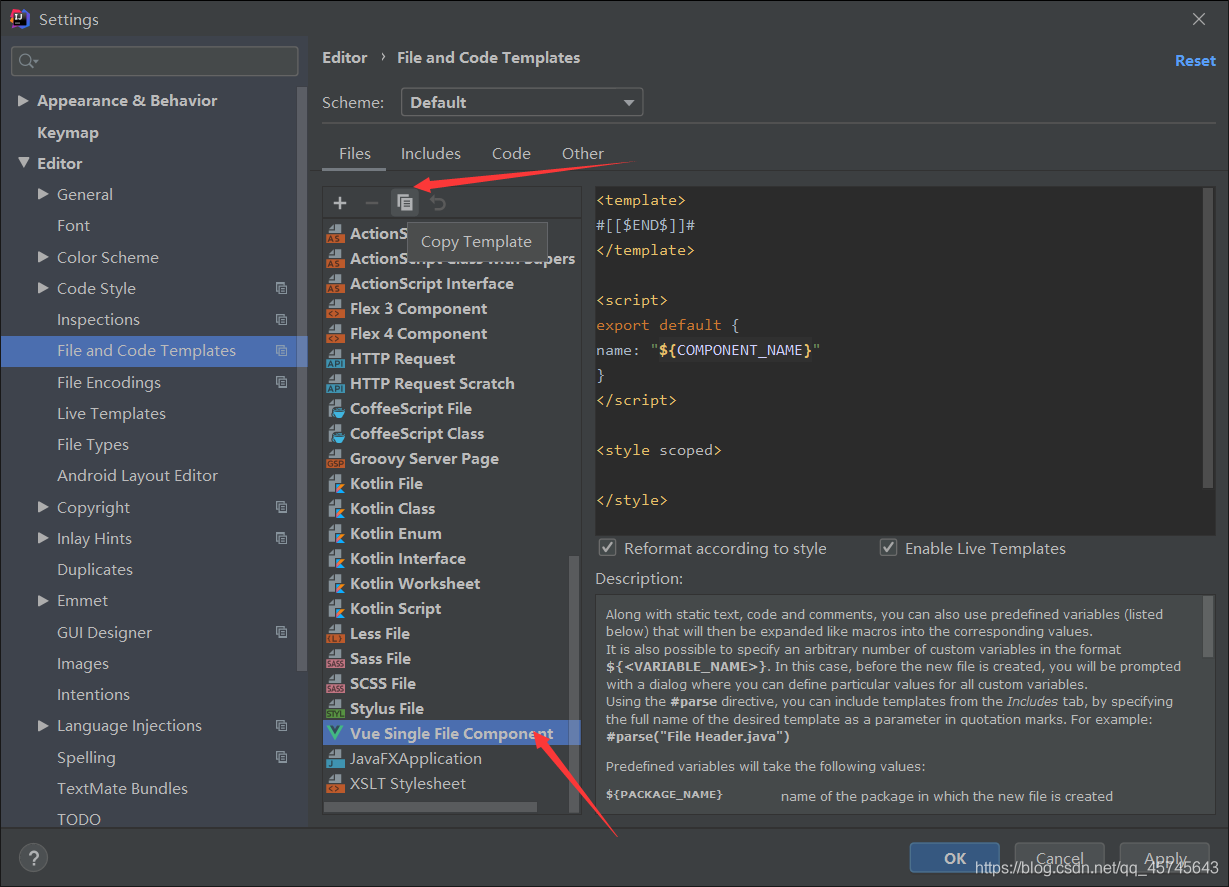 Settings
Appearance & Behavior
Keymap
Editor
General
Font
Color Scheme
Code Style
Inspections
File and Code Templates
File Encodings
Live Templates
File Types
Android Layout Editor
Copyright
Inlay Hints
Duplicates
Emmet
GUI Designer
Images
Intentions
Language Injections
Spelling
TextMate Bundles
TODO
Editor › File and Code Templates
Reset
Scheme: Default
Files Includes Code Other
Copy Template
ActionScript Interface
Flex 3 Component
Flex 4 Component
HTTP Request
HTTP Request Scratch
CoffeeScript File
CoffeeScript Class
Groovy Server Page
Kotlin File
Kotlin Class
Kotlin Enum
Kotlin Interface
Kotlin Worksheet
Kotlin Script
Less File
Sass File
SCSS File
Stylus File
Vue Single File Component
JavaFXApplication
XSLT Stylesheet
<template>
#[[$END$]]#
</template>
<script>
export default {
name: "${COMPONENT_NAME}"
}
</script>
<style scoped>
</style>
Reformat according to style Enable Live Templates
Description:
Along with static text, code and comments, you can also use predefined variables (listed
below) that will then be expanded like macros into the corresponding values.
It is also possible to specify an arbitrary number of custom variables in the format
${<VARIABLE_NAME>}. In this case, before the new file is created, you will be prompted
with a dialog where you can define particular values for all custom variables.
Using the #parse directive, you can include templates from the Includes tab, by specifying
the full name of the desired template as a parameter in quotation marks. For example:
#parse("File Header.java")
Predefined variables will take the following values:
${PACKAGE_NAME} name of the package in which the new file is created
? OK Cancel Apply
https://blog.csdn.net/qq_45745643